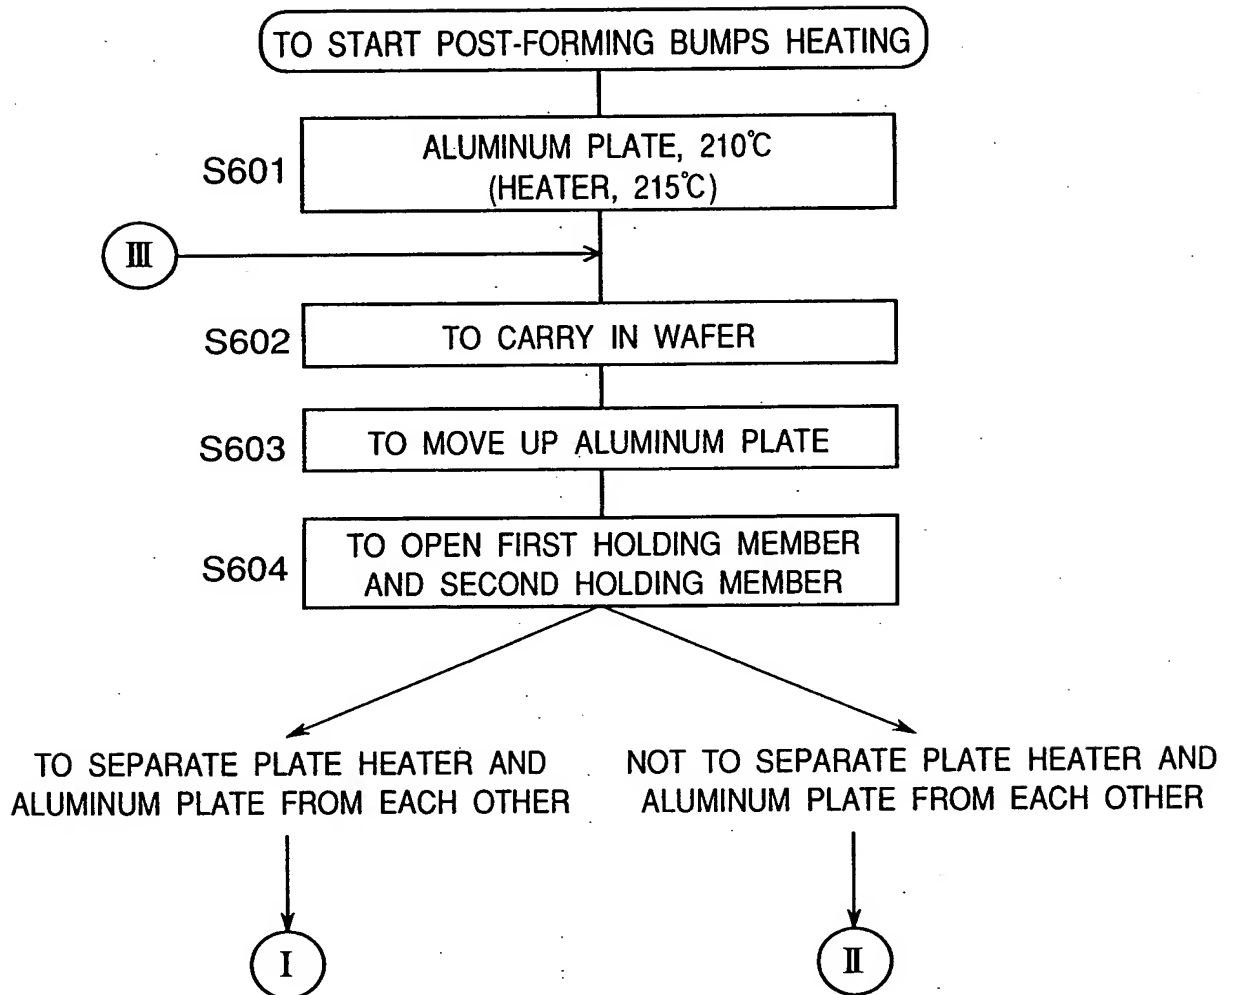 TO START POST-FORMING BUMPS HEATING
S601
ALUMINUM PLATE, 210℃
(HEATER, 215℃)
III
S602
TO CARRY IN WAFER
S603
TO MOVE UP ALUMINUM PLATE
S604
TO OPEN FIRST HOLDING MEMBER
AND SECOND HOLDING MEMBER
TO SEPARATE PLATE HEATER AND
ALUMINUM PLATE FROM EACH OTHER
NOT TO SEPARATE PLATE HEATER AND
ALUMINUM PLATE FROM EACH OTHER
I
II